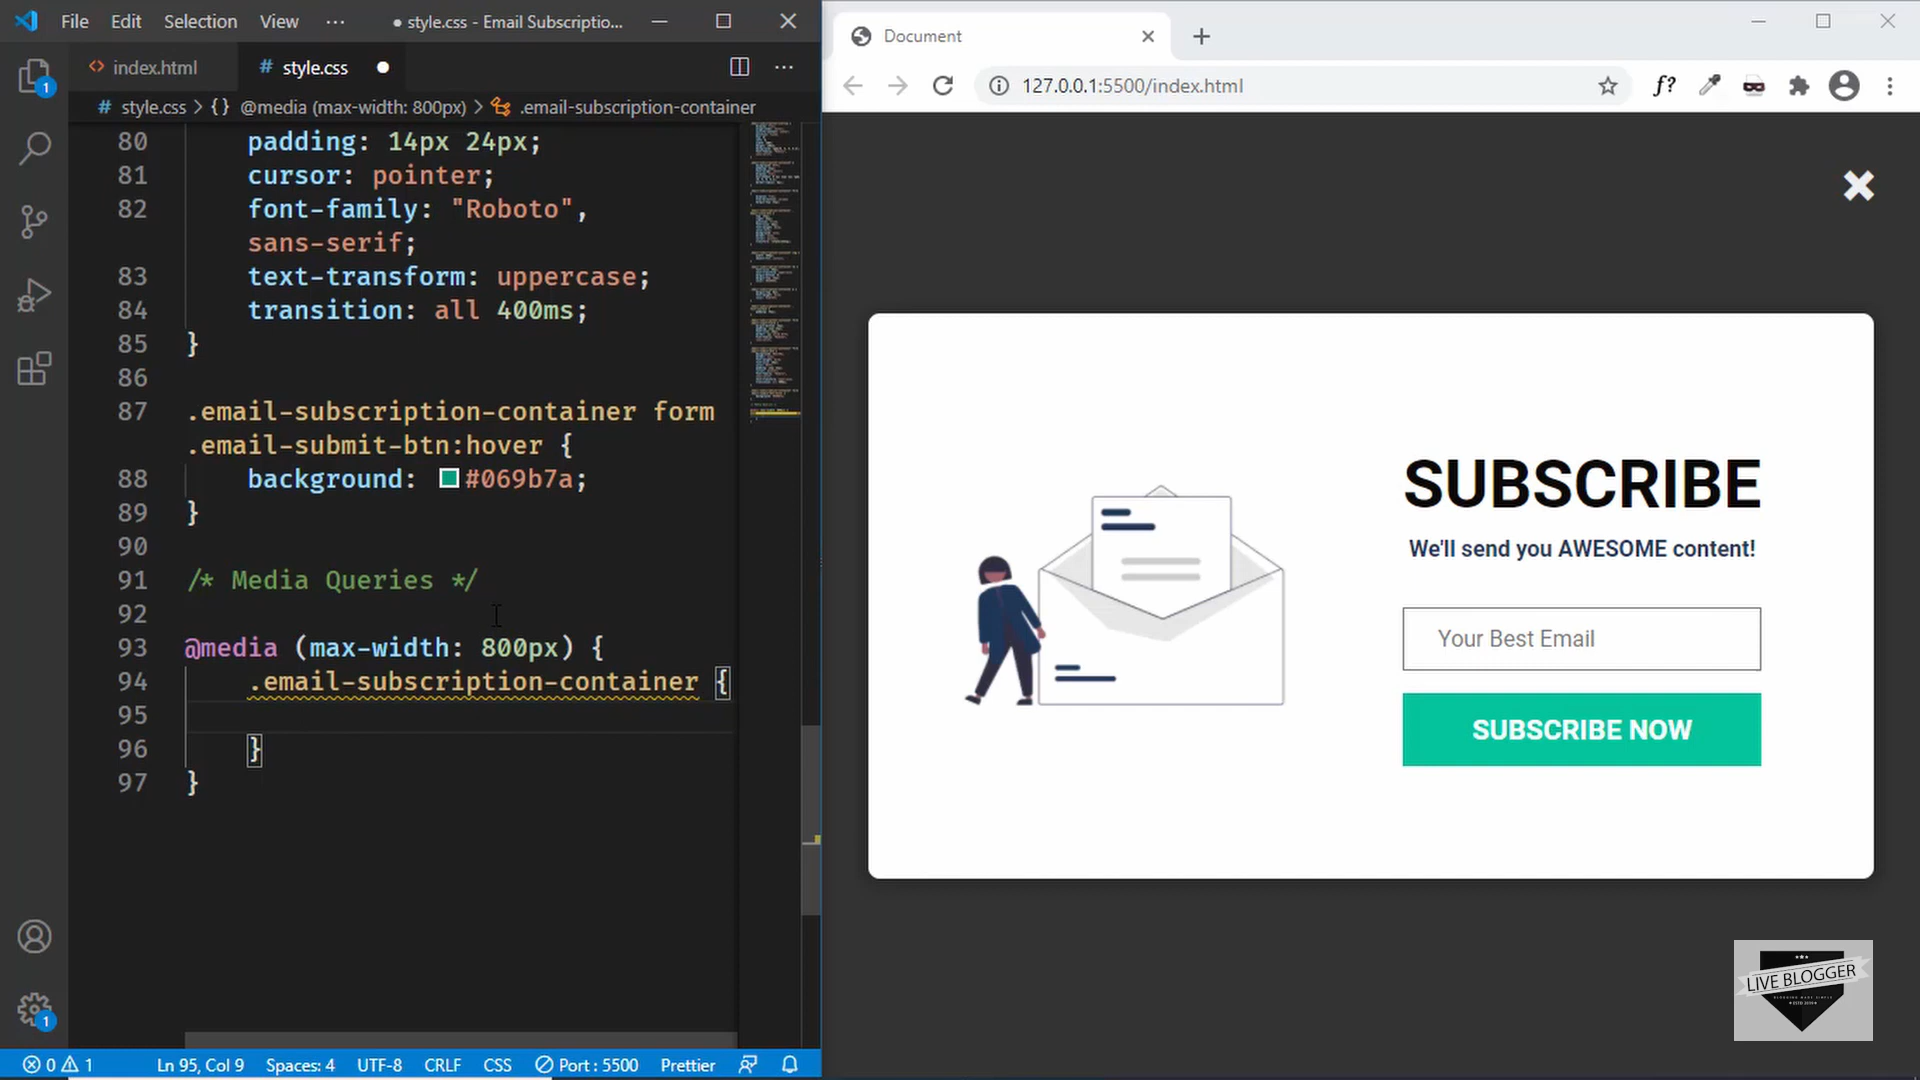 File Edit Selection View ··· ● style.css - Email Subscriptio...
index.html # style.css ●
# style.css > {} @media (max-width: 800px) > .email-subscription-container
80 padding: 14px 24px;
81 cursor: pointer;
82 font-family: "Roboto",
sans-serif;
83 text-transform: uppercase;
84 transition: all 400ms;
85 }
86
87 .email-subscription-container form
.email-submit-btn:hover {
88 background: #069b7a;
89 }
90
91 /* Media Queries */
92
93 @media (max-width: 800px) {
94 .email-subscription-container {
95
96 }
97 }
1
1
0 1 Ln 95, Col 9 Spaces: 4 UTF-8 CRLF CSS Port : 5500 Prettier
Document
127.0.0.1:5500/index.html f?
SUBSCRIBE
We'll send you AWESOME content!
Your Best Email
SUBSCRIBE NOW
LIVE BLOGGER